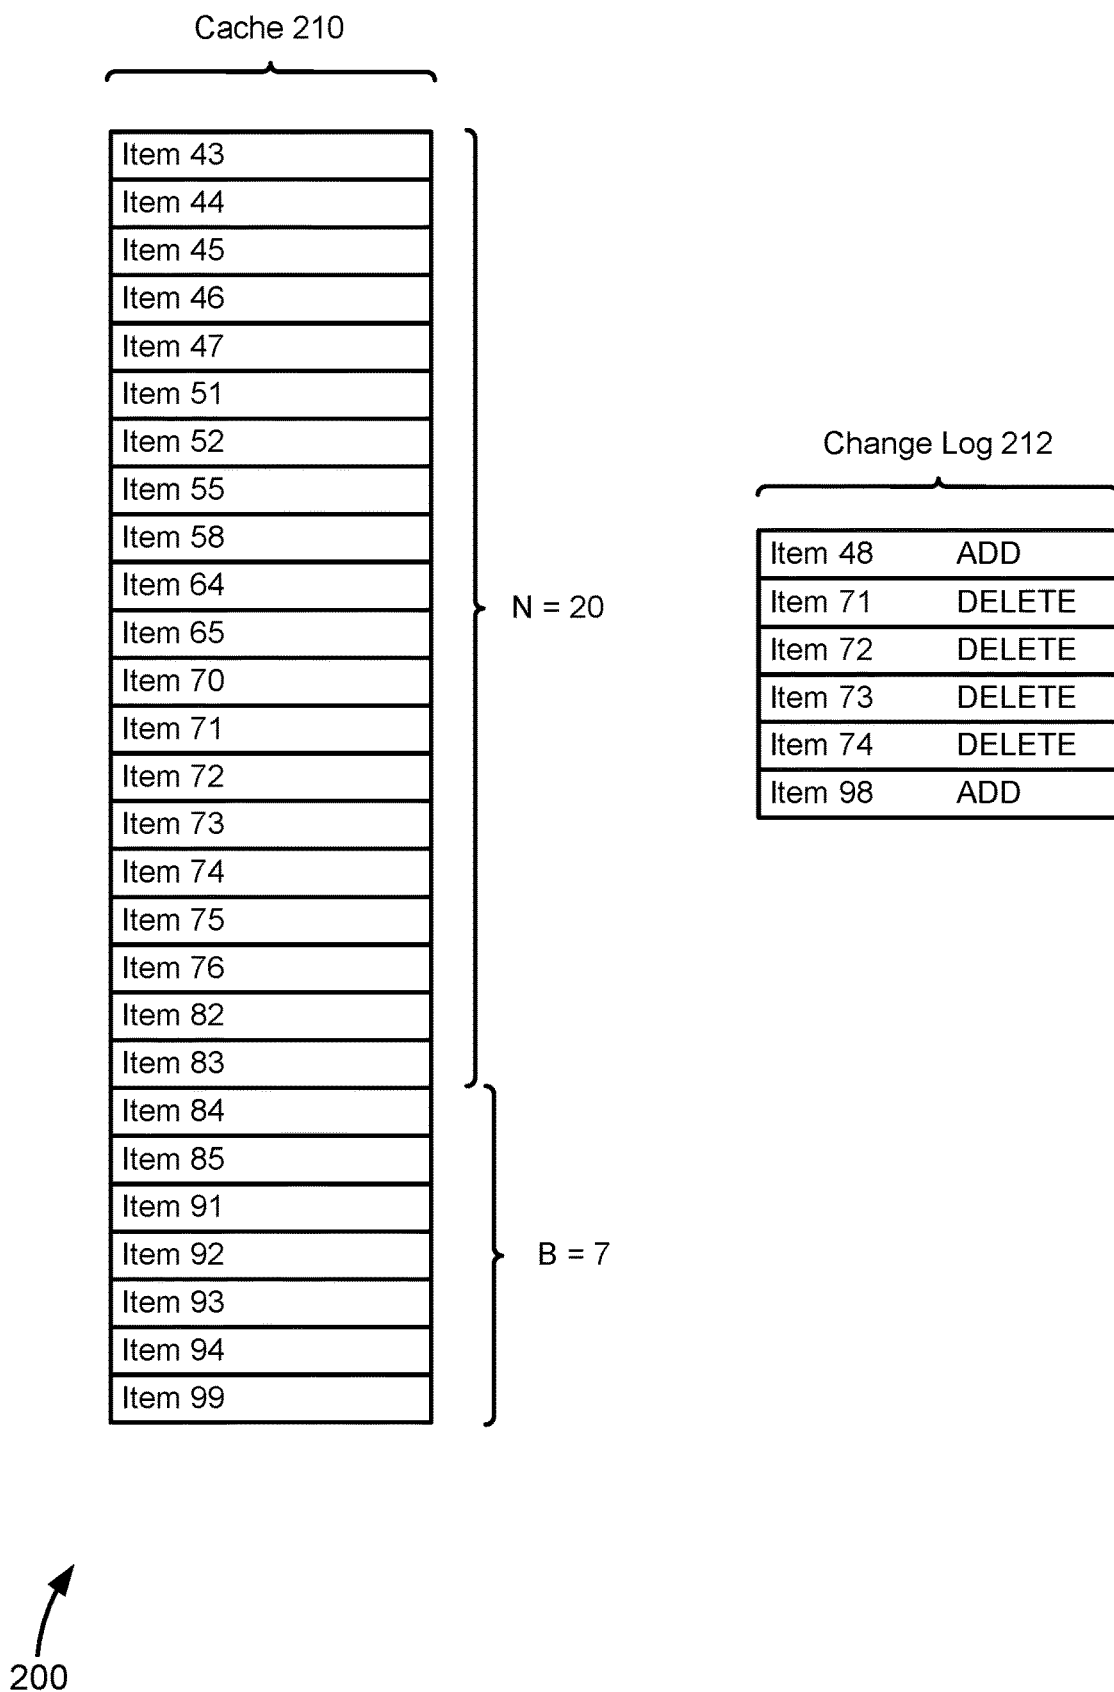 Cache 210
Item 43
Item 44
Item 45
Item 46
Item 47
Item 51
Item 52
Item 55
Item 58
Item 64
Item 65
Item 70
Item 71
Item 72
Item 73
Item 74
Item 75
Item 76
Item 82
Item 83
Item 84
Item 85
Item 91
Item 92
Item 93
Item 94
Item 99
N = 20
B = 7
Change Log 212
Item 48 ADD
Item 71 DELETE
Item 72 DELETE
Item 73 DELETE
Item 74 DELETE
Item 98 ADD
200